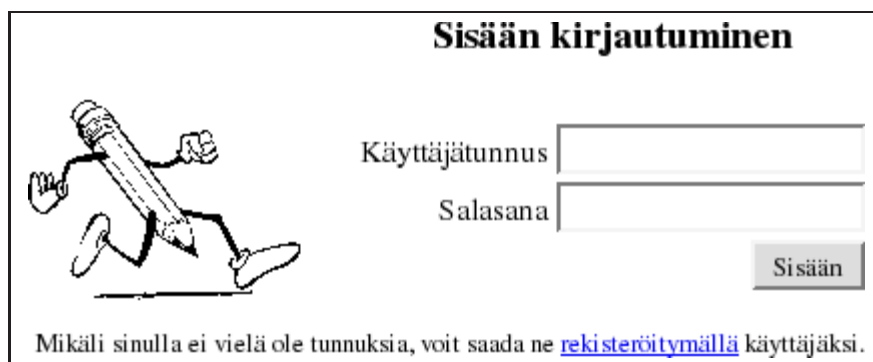 Sisään kirjautuminen
Käyttäjätunnus
Salasana
Sisään
Mikäli sinulla ei vielä ole tunnuksia, voit saada ne rekisteröitymällä käyttäjäksi.